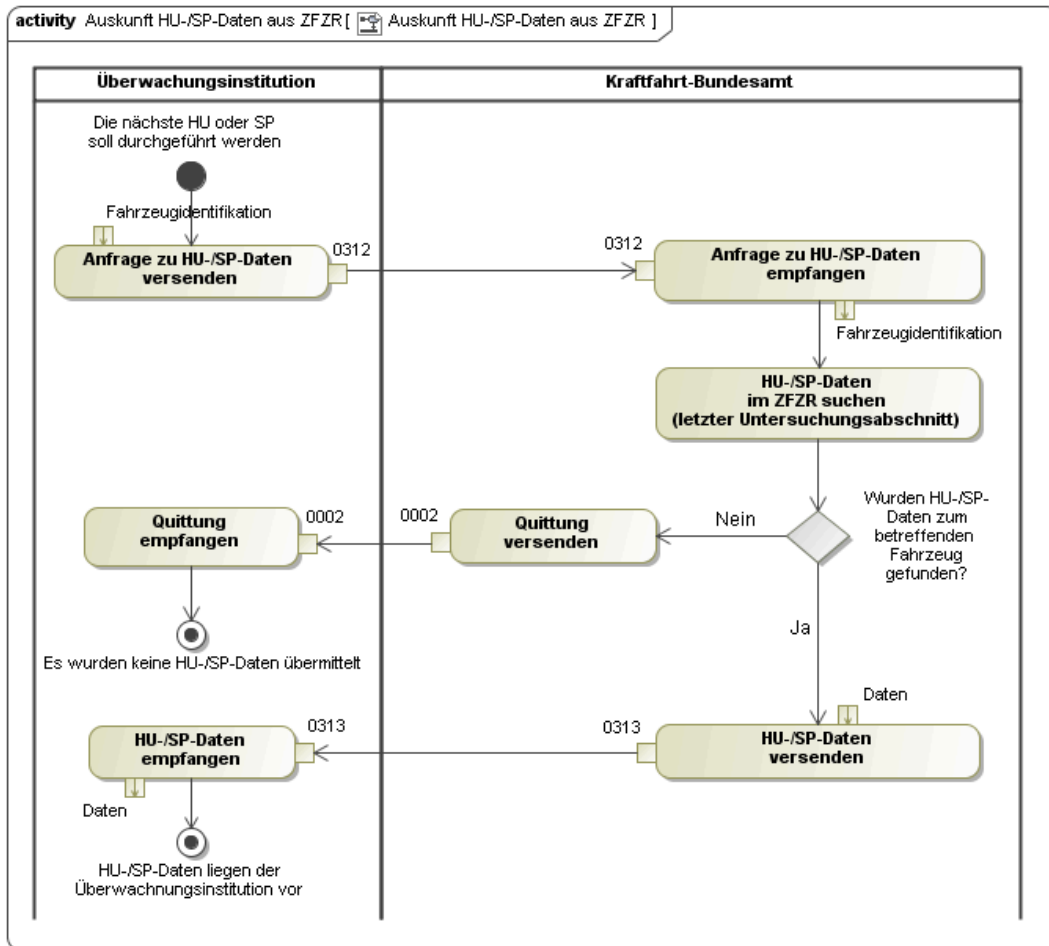 activity Auskunft HU-/SP-Daten aus ZFZR [ Auskunft HU-/SP-Daten aus ZFZR ]
Überwachungsinstitution
Kraftfahrt-Bundesamt
Die nächste HU oder SP
soll durchgeführt werden
Fahrzeugidentifikation
Anfrage zu HU-/SP-Daten
versenden
0312
0312
Anfrage zu HU-/SP-Daten
empfangen
Fahrzeugidentifikation
HU-/SP-Daten
im ZFZR suchen
(letzter Untersuchungsabschnitt)
Wurden HU-/SP-
Daten zum
betreffenden
Fahrzeug
gefunden?
Nein
Quittung
versenden
0002
0002
Quittung
empfangen
Es wurden keine HU-/SP-Daten übermittelt
Ja
Daten
HU-/SP-Daten
versenden
0313
0313
HU-/SP-Daten
empfangen
Daten
HU-/SP-Daten liegen der
Überwachnungsinstitution vor